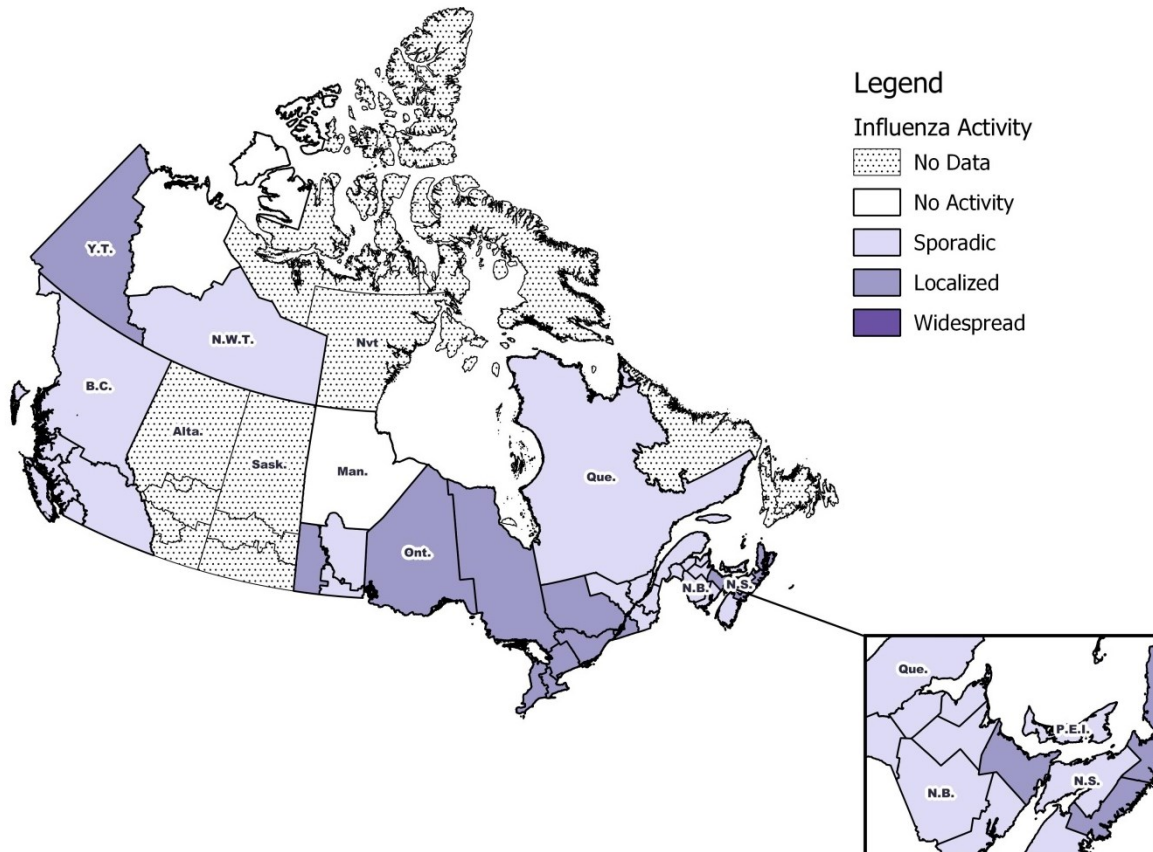 Legend
Influenza Activity
No Data
No Activity
Sporadic
Localized
Widespread
Y.T.
N.W.T.
Nvt
B.C.
Alta.
Sask.
Man.
Ont.
Que.
N.B.
N.S.
Que.
P.E.I.
N.S.
N.B.